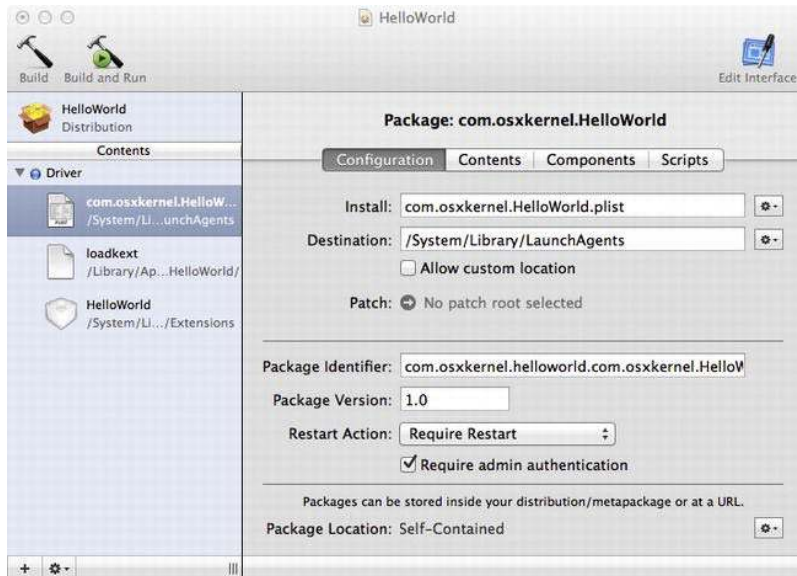 HelloWorld
Build
Build and Run
Edit Interface
HelloWorld
Distribution
Contents
Driver
com.osxkernel.HelloW...
/System/Li...unchAgents
loadkext
/Library/Ap...HelloWorld/
HelloWorld
/System/Li.../Extensions
Package: com.osxkernel.HelloWorld
Configuration Contents Components Scripts
Install: com.osxkernel.HelloWorld.plist
Destination: /System/Library/LaunchAgents
Allow custom location
Patch: No patch root selected
Package Identifier: com.osxkernel.helloworld.com.osxkernel.HelloW
Package Version: 1.0
Restart Action: Require Restart
Require admin authentication
Packages can be stored inside your distribution/metapackage or at a URL.
Package Location: Self-Contained